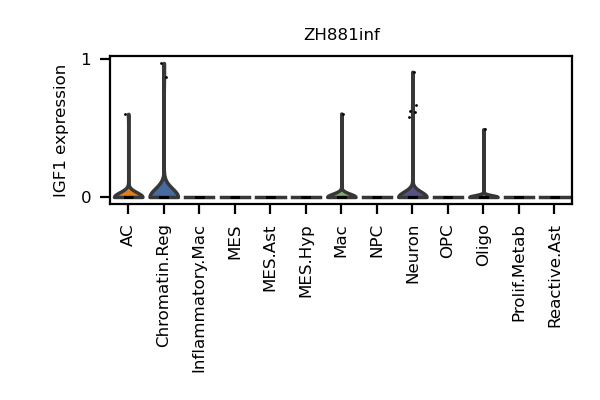 ZH881inf
IGF1 expression
1
0
AC
Chromatin.Reg
Inflammatory.Mac
MES
MES.Ast
MES.Hyp
Mac
NPC
Neuron
OPC
Oligo
Prolif.Metab
Reactive.Ast